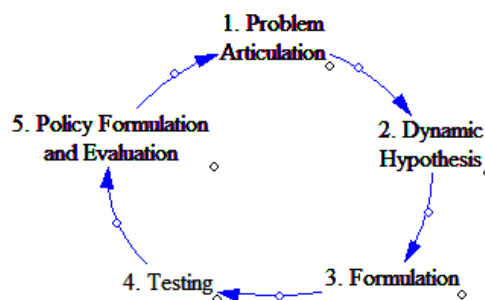 1. Problem
Articulation
2. Dynamic
Hypothesis
3. Formulation
4. Testing
5. Policy Formulation
and Evaluation